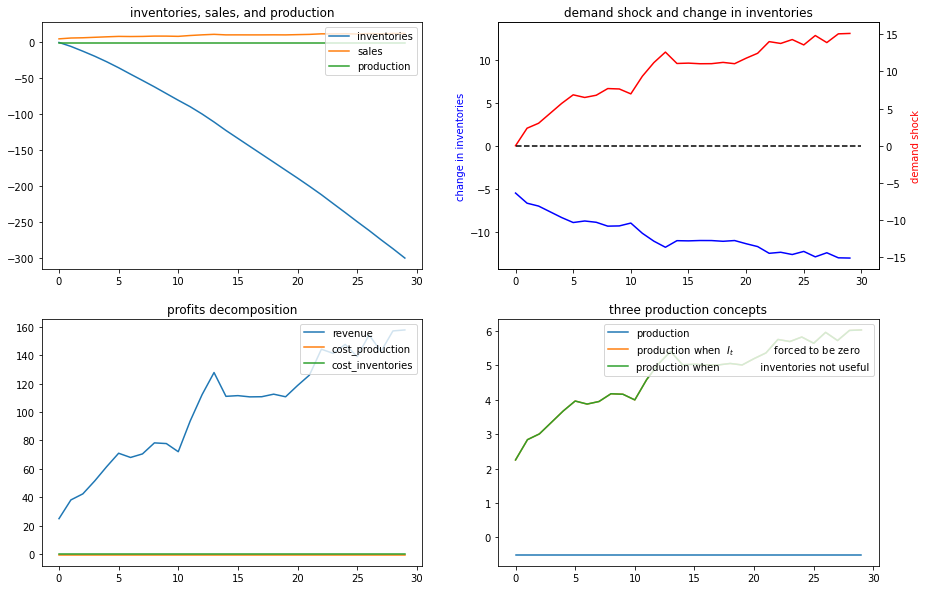 inventories, sales, and production
inventories
sales
production
0
−50
−100
−150
−200
−250
−300
0 5 10 15 20 25 30
demand shock and change in inventories
change in inventories
10
5
0
−5
−10
15
10
5
0
−5
−10
−15
demand shock
0 5 10 15 20 25 30
profits decomposition
revenue
cost_production
cost_inventories
160
140
120
100
80
60
40
20
0
0 5 10 15 20 25 30
three production concepts
production
production when I_t forced to be zero
production when inventories not useful
6
5
4
3
2
1
0
0 5 10 15 20 25 30